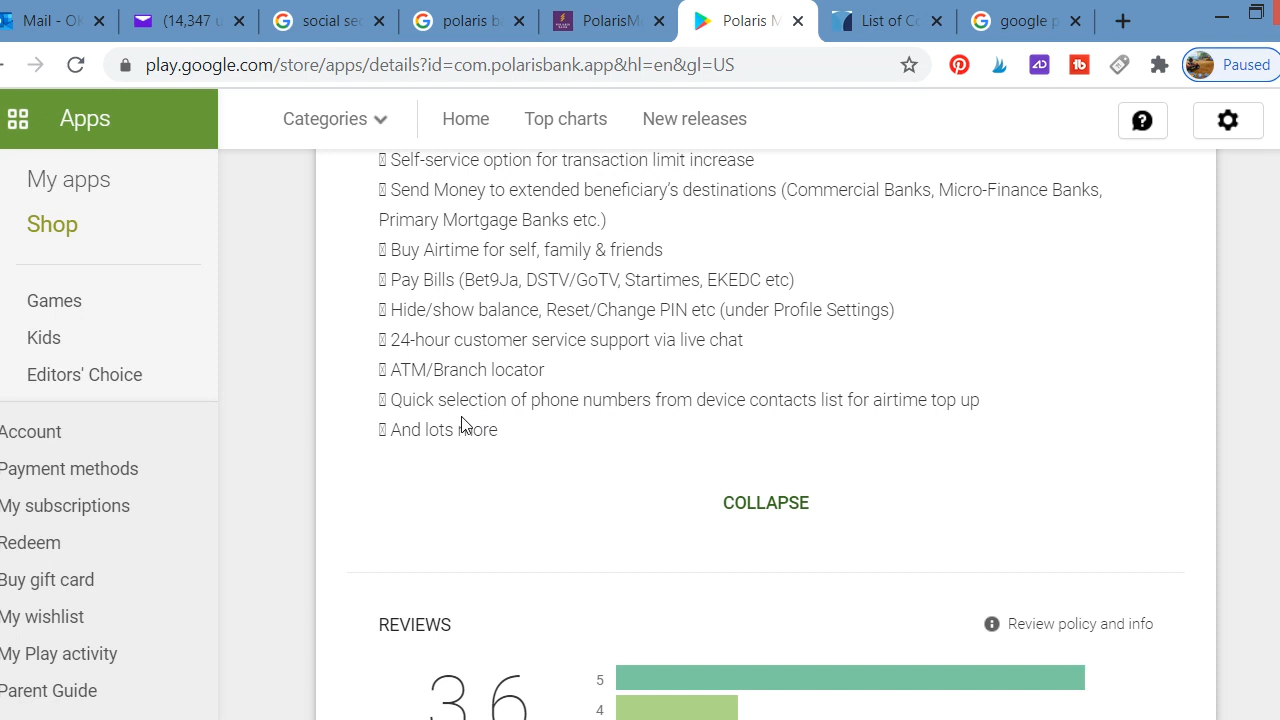 Mail - O
(14,347 u
social sec
polaris b
PolarisM
Polaris M
List of Co
google p
play.google.com/store/apps/details?id=com.polarisbank.app&hl=en&gl=US
Paused
Apps
Categories
Home
Top charts
New releases
My apps
Shop
Games
Kids
Editors' Choice
Account
Payment methods
My subscriptions
Redeem
Buy gift card
My wishlist
My Play activity
Parent Guide
Self-service option for transaction limit increase
Send Money to extended beneficiary's destinations (Commercial Banks, Micro-Finance Banks,
Primary Mortgage Banks etc.)
Buy Airtime for self, family & friends
Pay Bills (Bet9Ja, DSTV/GoTV, Startimes, EKEDC etc)
Hide/show balance, Reset/Change PIN etc (under Profile Settings)
24-hour customer service support via live chat
ATM/Branch locator
Quick selection of phone numbers from device contacts list for airtime top up
And lots more
COLLAPSE
REVIEWS
Review policy and info
3.6
5
4